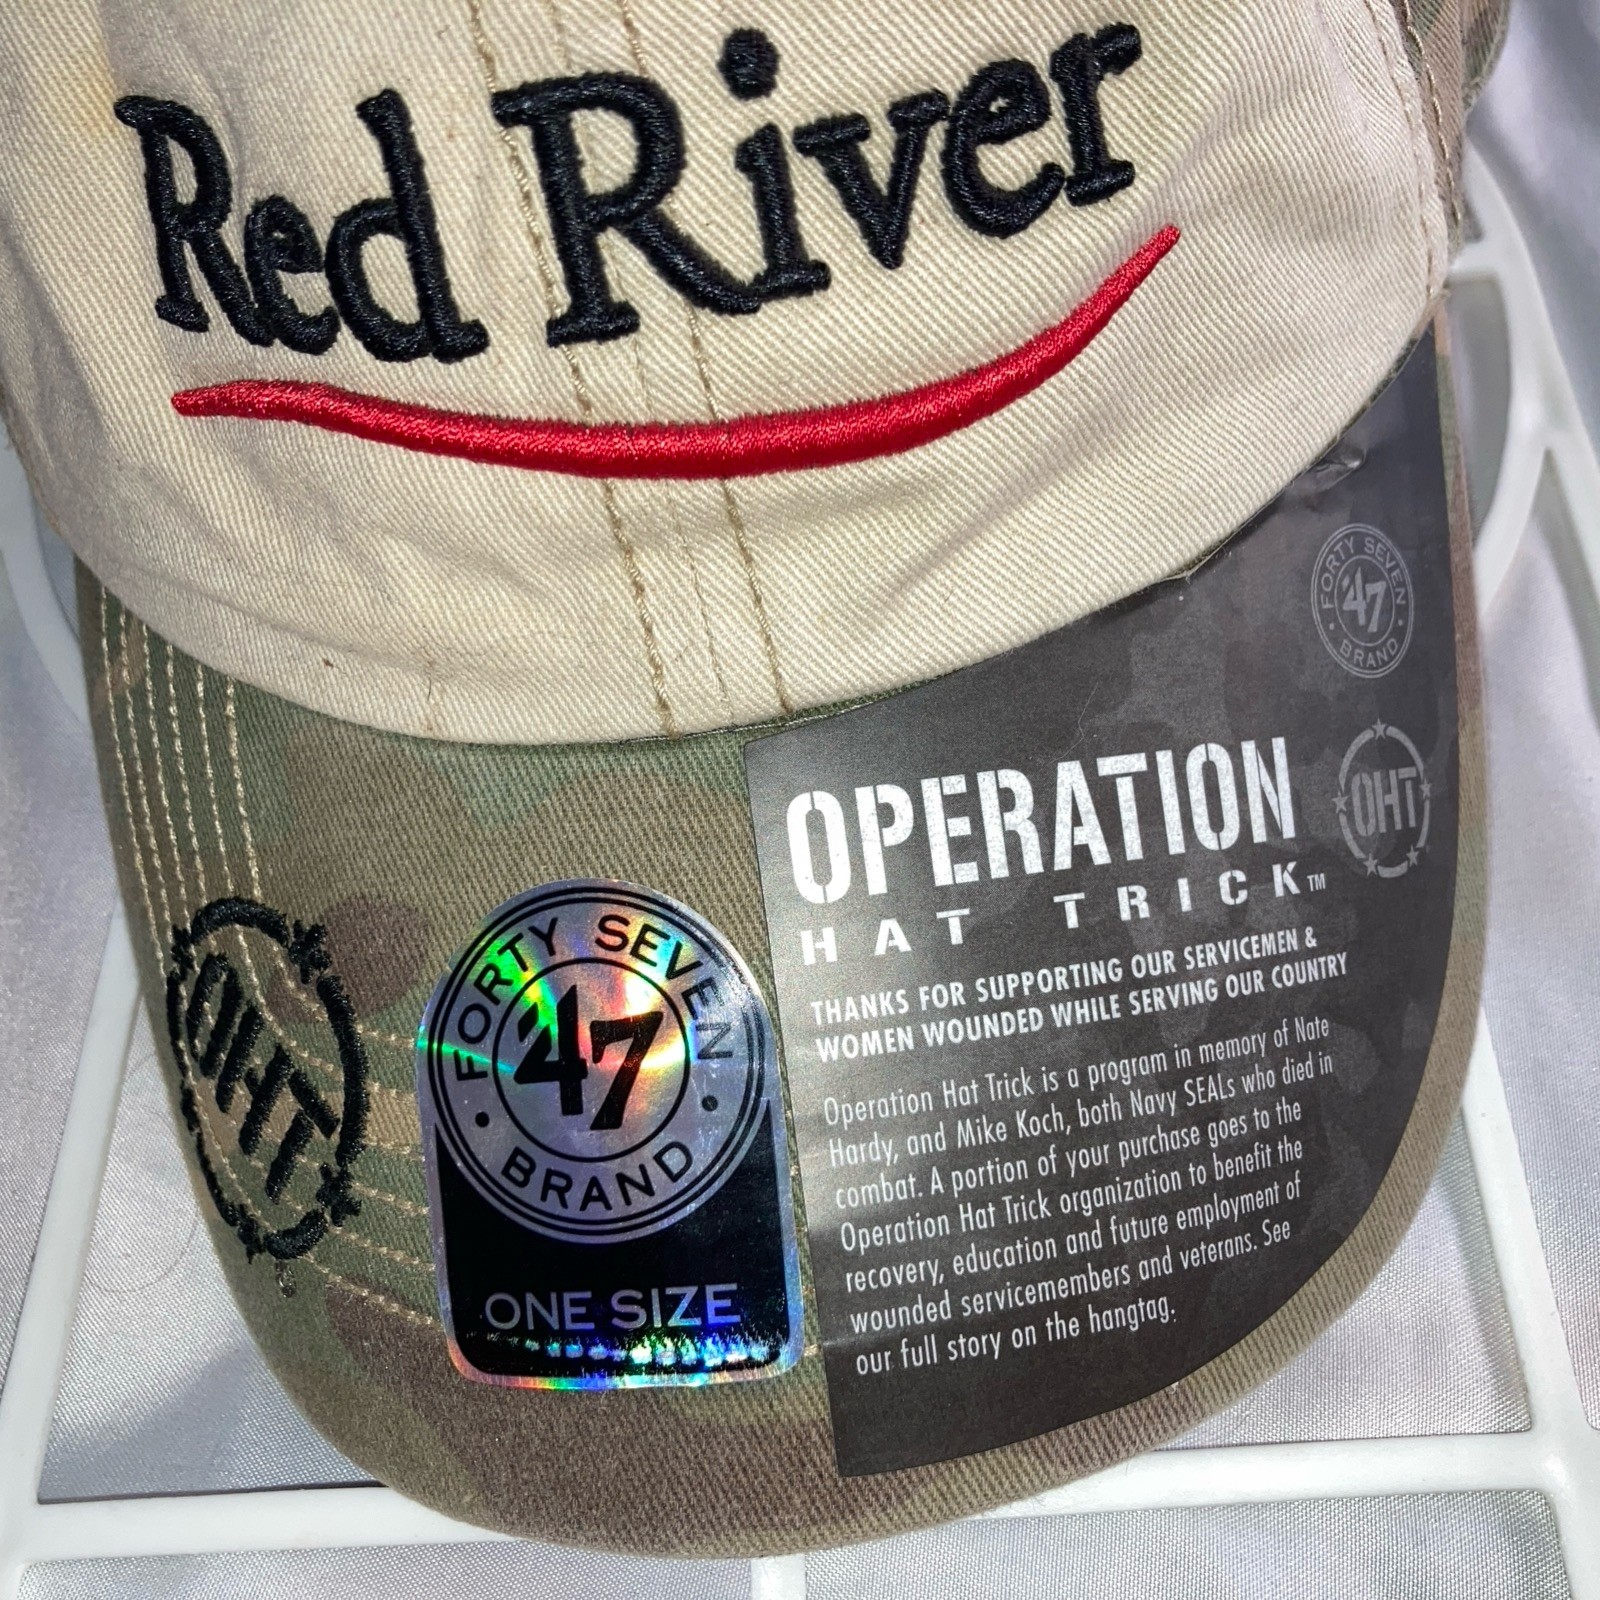 Red River
FORTY SEVEN
'47
BRAND
OPERATION
OHT
HAT TRICK™
THANKS FOR SUPPORTING OUR SERVICEMEN &
WOMEN WOUNDED WHILE SERVING OUR COUNTRY
Operation Hat Trick is a program in memory of Nate
Hardy, and Mike Koch, both Navy SEALs who died in
combat. A portion of your purchase goes to the
Operation Hat Trick organization to benefit the
recovery, education and future employment of
wounded servicemembers and veterans. See
our full story on the hangtag.
OHT
FORTY SEVEN
'47
BRAND
ONE SIZE